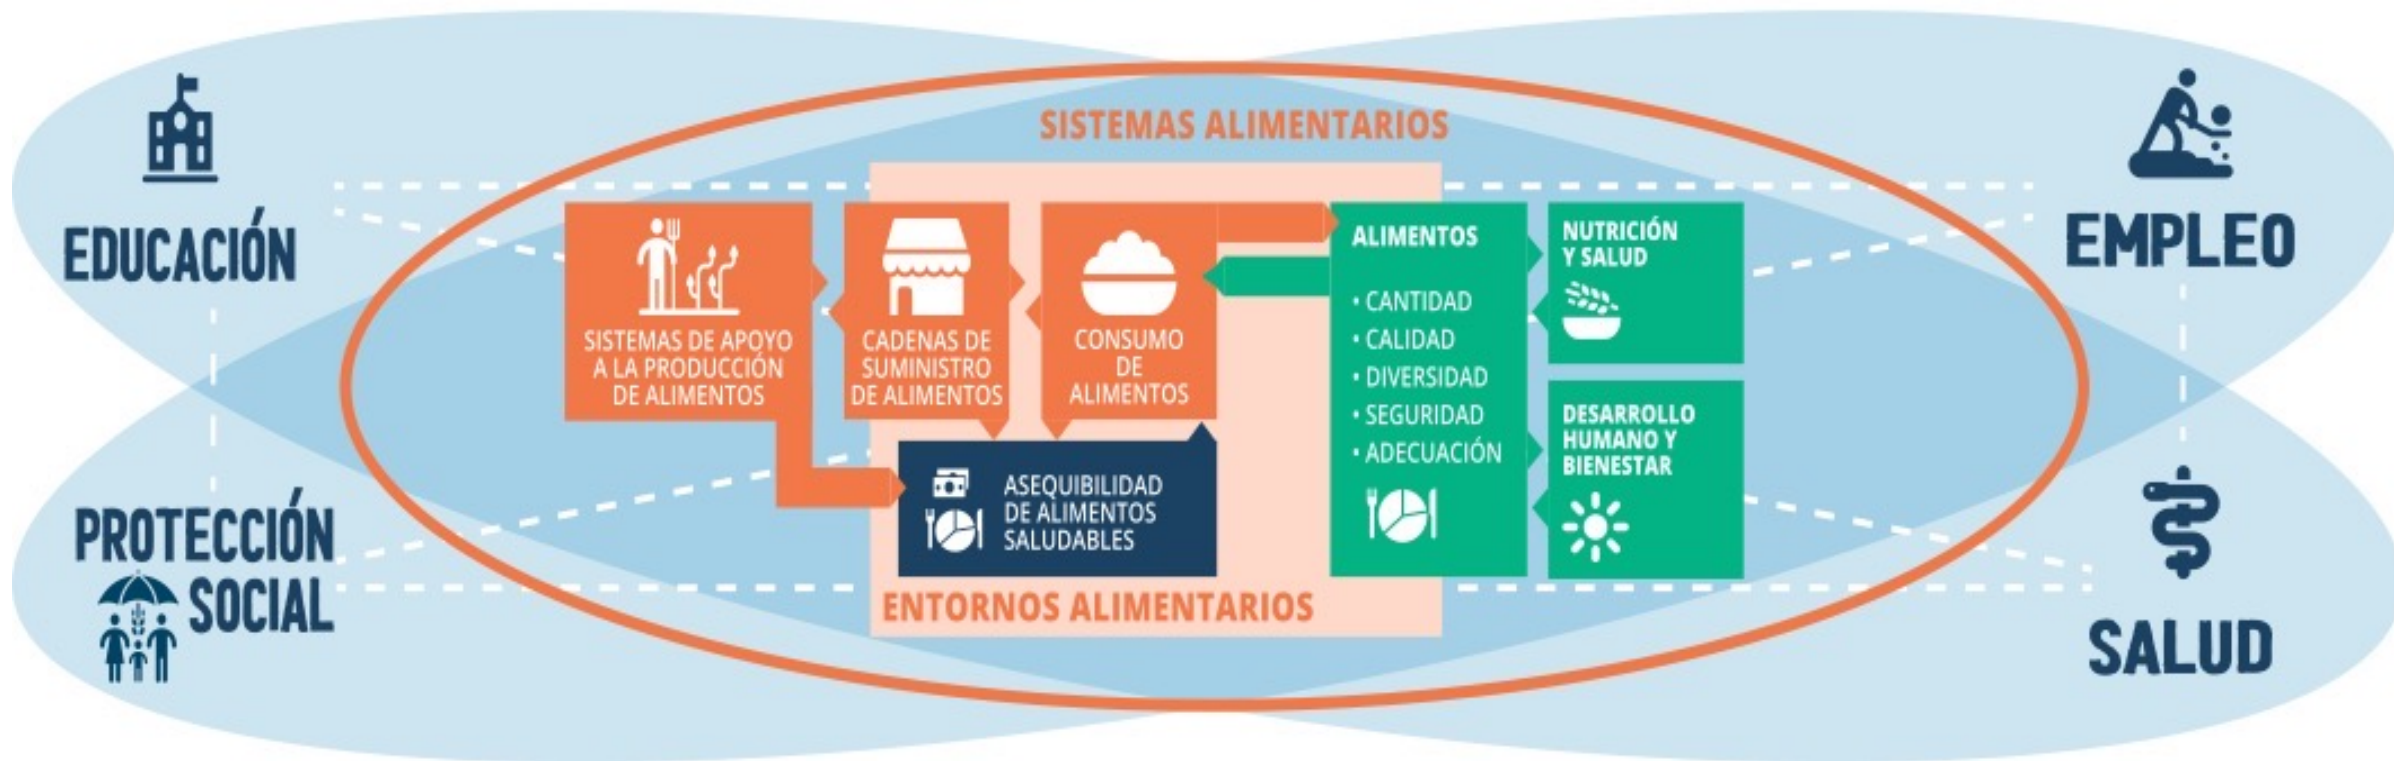 SISTEMAS ALIMENTARIOS
EDUCACIÓN
EMPLEO
PROTECCIÓN
SOCIAL
SALUD
SISTEMAS DE APOYO
A LA PRODUCCIÓN
DE ALIMENTOS
CADENAS DE
SUMINISTRO
DE ALIMENTOS
CONSUMO
DE
ALIMENTOS
ASEQUIBILIDAD
DE ALIMENTOS
SALUDABLES
ALIMENTOS
• CANTIDAD
• CALIDAD
• DIVERSIDAD
• SEGURIDAD
• ADECUACIÓN
NUTRICIÓN
Y SALUD
DESARROLLO
HUMANO Y
BIENESTAR
ENTORNOS ALIMENTARIOS